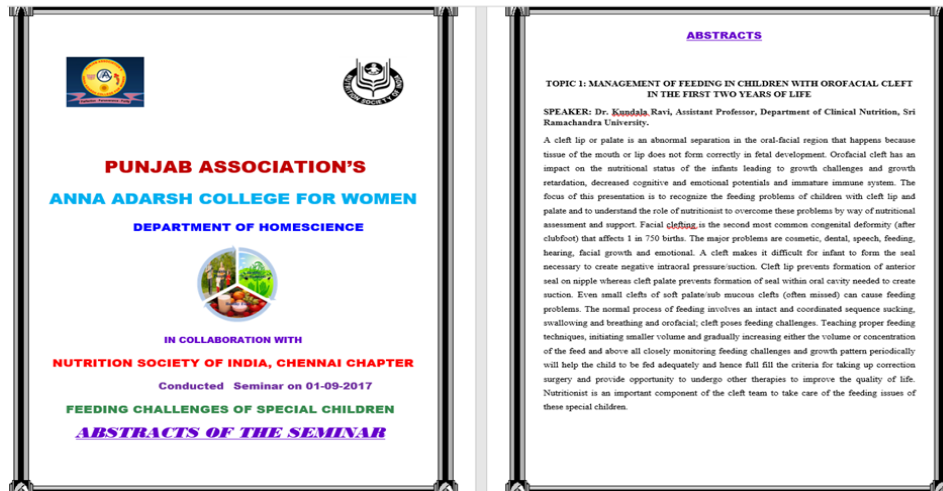 PUNJAB ASSOCIATION'S
ANNA ADARSH COLLEGE FOR WOMEN
DEPARTMENT OF HOMESCIENCE
IN COLLABORATION WITH
NUTRITION SOCIETY OF INDIA, CHENNAI CHAPTER
Conducted Seminar on 01-09-2017
FEEDING CHALLENGES OF SPECIAL CHILDREN
ABSTRACTS OF THE SEMINAR
ABSTRACTS
TOPIC 1: MANAGEMENT OF FEEDING IN CHILDREN WITH OROFACIAL CLEFT
IN THE FIRST TWO YEARS OF LIFE
SPEAKER: Dr. Kundala Ravi, Assistant Professor, Department of Clinical Nutrition, Sri
Ramachandra University.
A cleft lip or palate is an abnormal separation in the oral-facial region that happens because
tissue of the mouth or lip does not form correctly in fetal development. Orofacial cleft has an
impact on the nutritional status of the infants leading to growth challenges and growth
retardation, decreased cognitive and emotional potentials and immature immune system. The
focus of this presentation is to recognize the feeding problems of children with cleft lip and
palate and to understand the role of nutritionist to overcome these problems by way of nutritional
assessment and support. Facial clefting is the second most common congenital deformity (after
clubfoot) that affects 1 in 750 births. The major problems are cosmetic, dental, speech, feeding,
hearing, facial growth and emotional. A cleft makes it difficult for infant to form the seal
necessary to create negative intraoral pressure/suction. Cleft lip prevents formation of anterior
seal on nipple whereas cleft palate prevents formation of seal within oral cavity needed to create
suction. Even small clefts of soft palate/sub mucous clefts (often missed) can cause feeding
problems. The normal process of feeding involves an intact and coordinated sequence sucking,
swallowing and breathing and orofacial; cleft poses feeding challenges. Teaching proper feeding
techniques, initiating smaller volume and gradually increasing either the volume or concentration
of the feed and above all closely monitoring feeding challenges and growth pattern periodically
will help the child to be fed adequately and hence full fill the criteria for taking up correction
surgery and provide opportunity to undergo other therapies to improve the quality of life.
Nutritionist is an important component of the cleft team to take care of the feeding issues of
these special children.